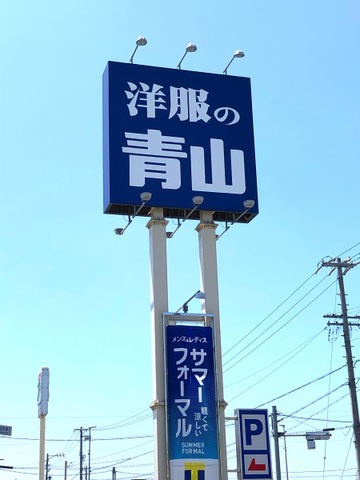 洋服の
青山
メンズ&レディス
サマー
軽くて
涼しい
フォーマル
SUMMER
FORMAL
P